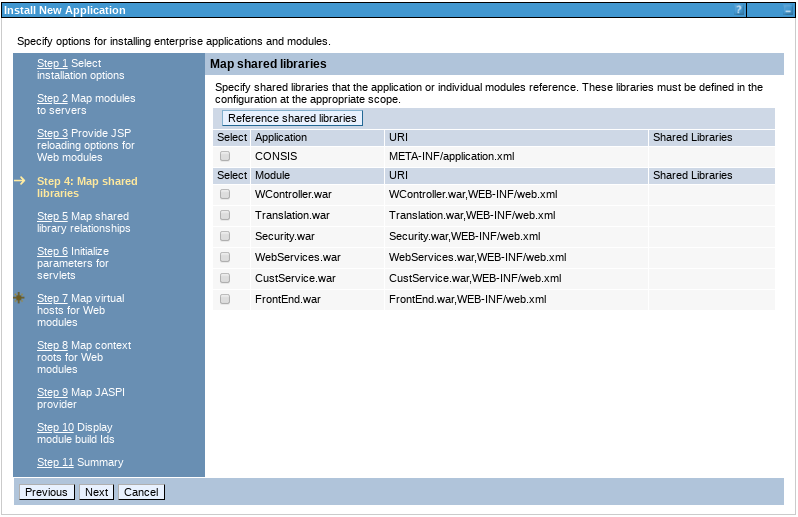 Install New Application ? –
Specify options for installing enterprise applications and modules.
Step 1 Select
installation options
Step 2 Map modules
to servers
Step 3 Provide JSP
reloading options for
Web modules
Step 4: Map shared
libraries
Step 5 Map shared
library relationships
Step 6 Initialize
parameters for
servlets
Step 7 Map virtual
hosts for Web
modules
Step 8 Map context
roots for Web
modules
Step 9 Map JASPI
provider
Step 10 Display
module build Ids
Step 11 Summary
Map shared libraries
Specify shared libraries that the application or individual modules reference. These libraries must be defined in the
configuration at the appropriate scope.
Reference shared libraries
Select Application URI Shared Libraries
CONSIS META-INF/application.xml
Select Module URI Shared Libraries
WController.war WController.war,WEB-INF/web.xml
Translation.war Translation.war,WEB-INF/web.xml
Security.war Security.war,WEB-INF/web.xml
WebServices.war WebServices.war,WEB-INF/web.xml
CustService.war CustService.war,WEB-INF/web.xml
FrontEnd.war FrontEnd.war,WEB-INF/web.xml
Previous Next Cancel